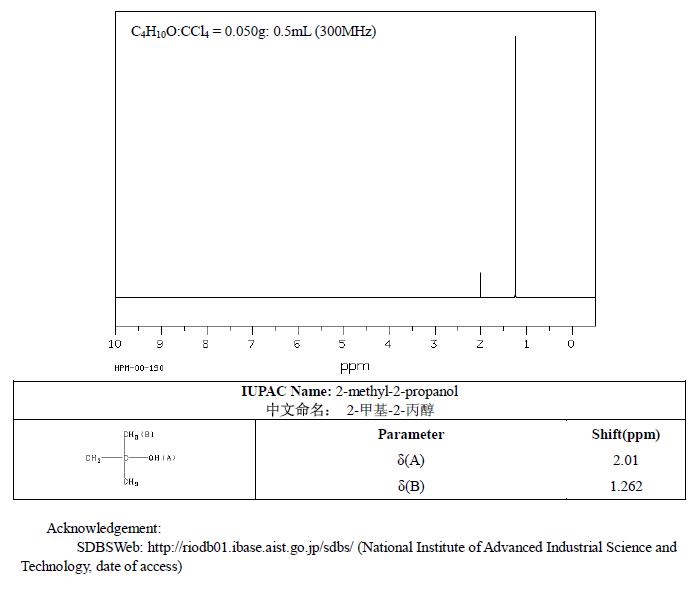 C₄H₁₀O:CCl₄ = 0.050g: 0.5mL (300MHz)
10 9 8 7 6 5 4 3 2 1 0
HPM-00-190
ppm
IUPAC Name: 2-methyl-2-propanol
中文命名: 2-甲基-2-丙醇
CH₃(B)
CH₃ C OH(A)
CH₃
Parameter Shift(ppm)
δ(A) 2.01
δ(B) 1.262
Acknowledgement:
SDBSWeb: http://riodb01.ibase.aist.go.jp/sdbs/ (National Institute of Advanced Industrial Science and
Technology, date of access)